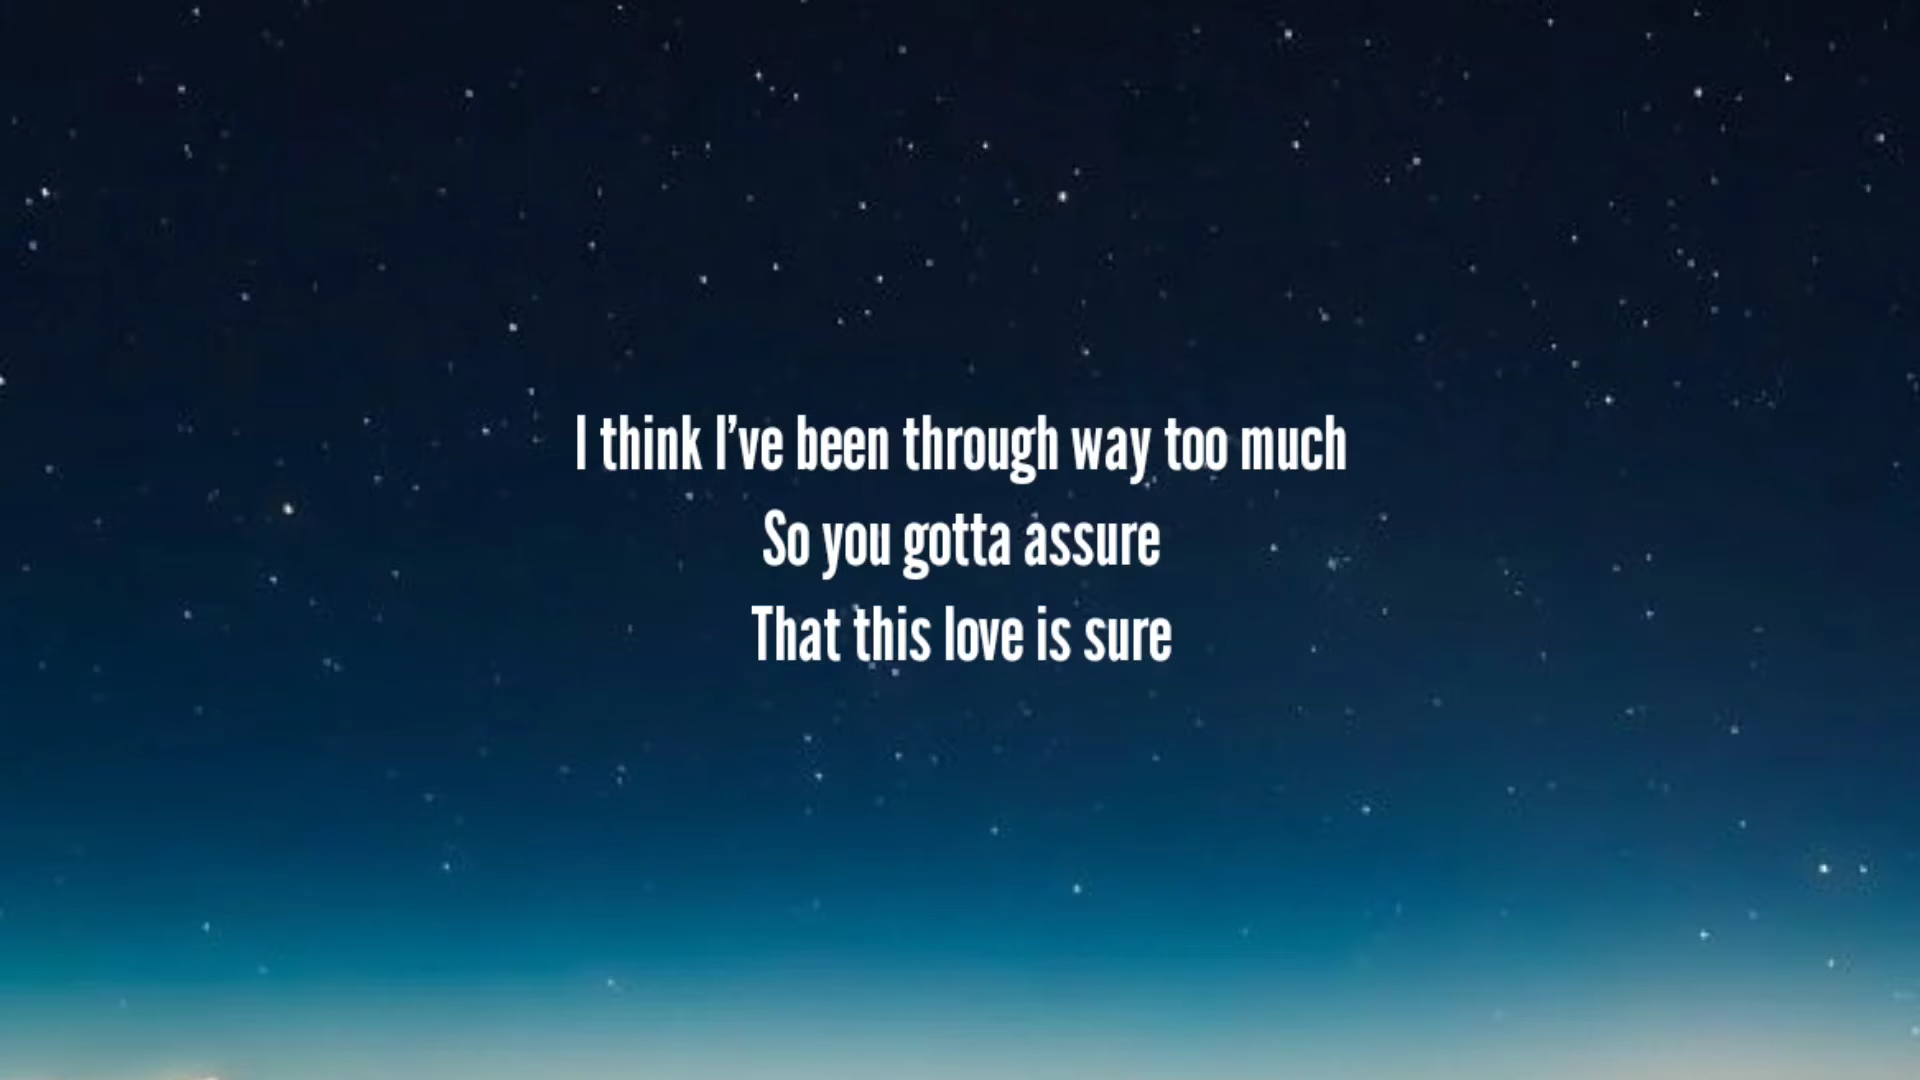 I think I’ve been through way too much
So you gotta assure
That this love is sure